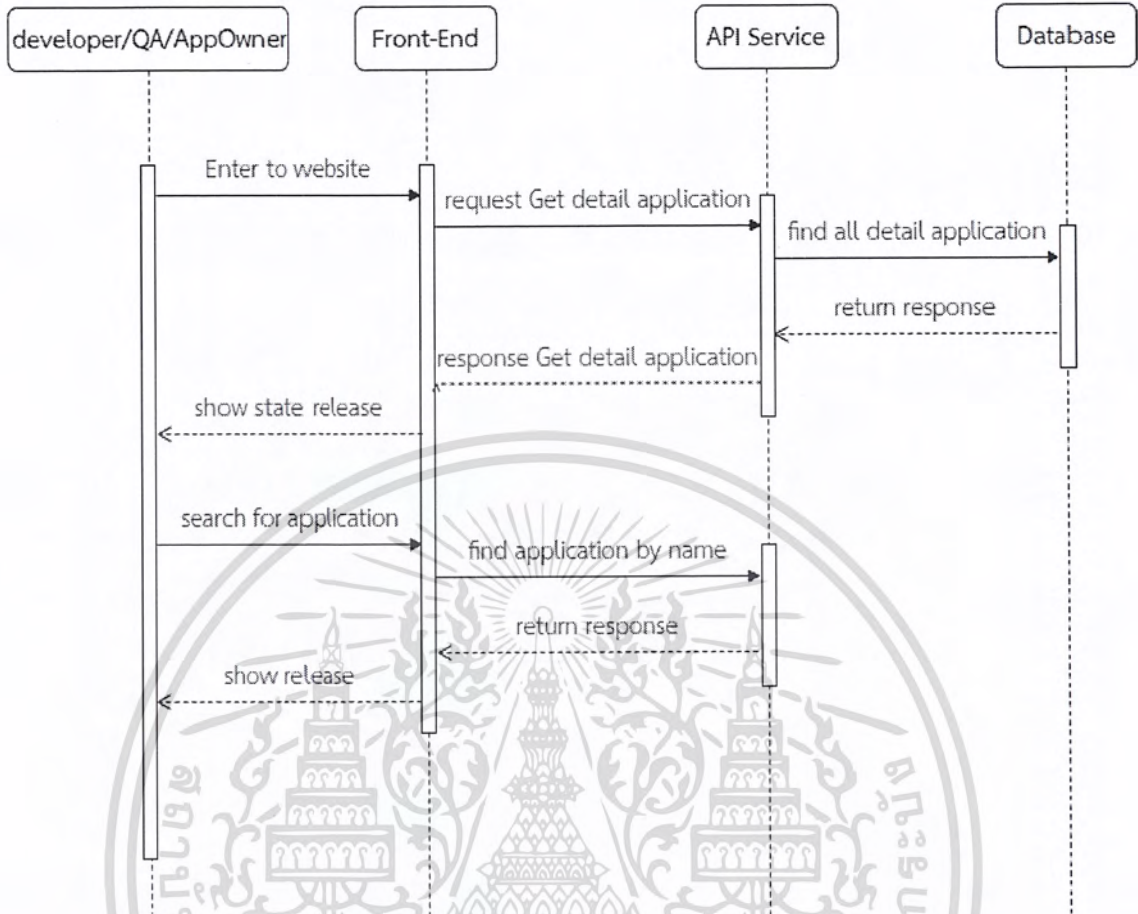 developer/QA/AppOwner
Front-End
API Service
Database
Enter to website
request Get detail application
find all detail application
return response
response Get detail application
show state release
search for application
find application by name
return response
show release